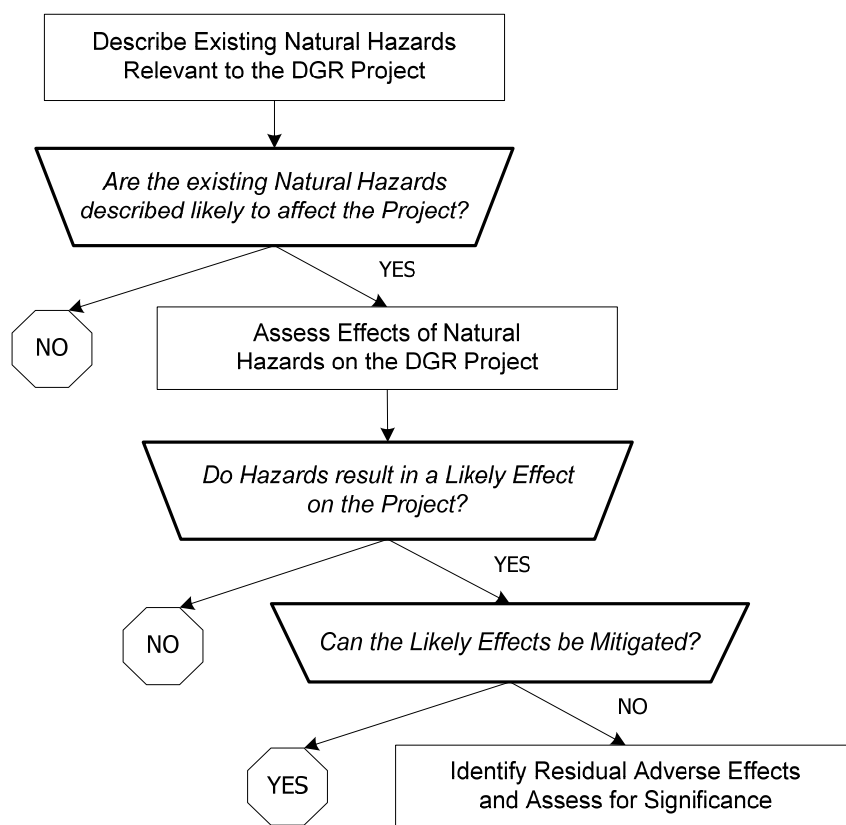 Describe Existing Natural Hazards
Relevant to the DGR Project
Are the existing Natural Hazards
described likely to affect the Project?
YES
NO
Assess Effects of Natural
Hazards on the DGR Project
Do Hazards result in a Likely Effect
on the Project?
YES
NO
Can the Likely Effects be Mitigated?
NO
YES
Identify Residual Adverse Effects
and Assess for Significance